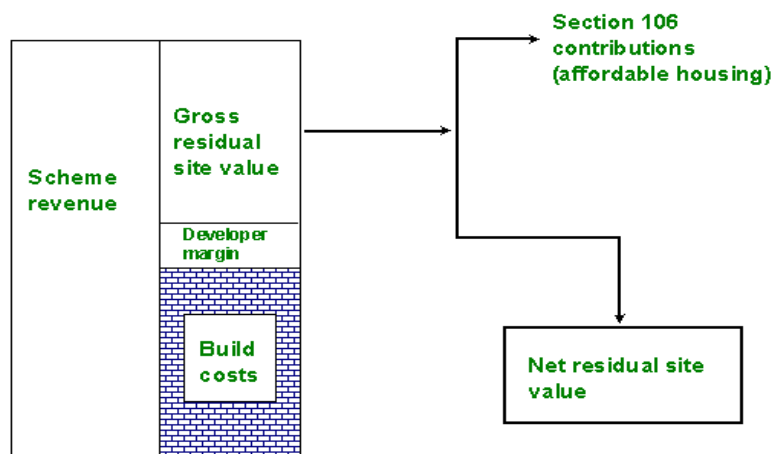 Scheme
revenue
Gross
residual
site value
Developer
margin
Build
costs
Section 106
contributions
(affordable housing)
Net residual site
value